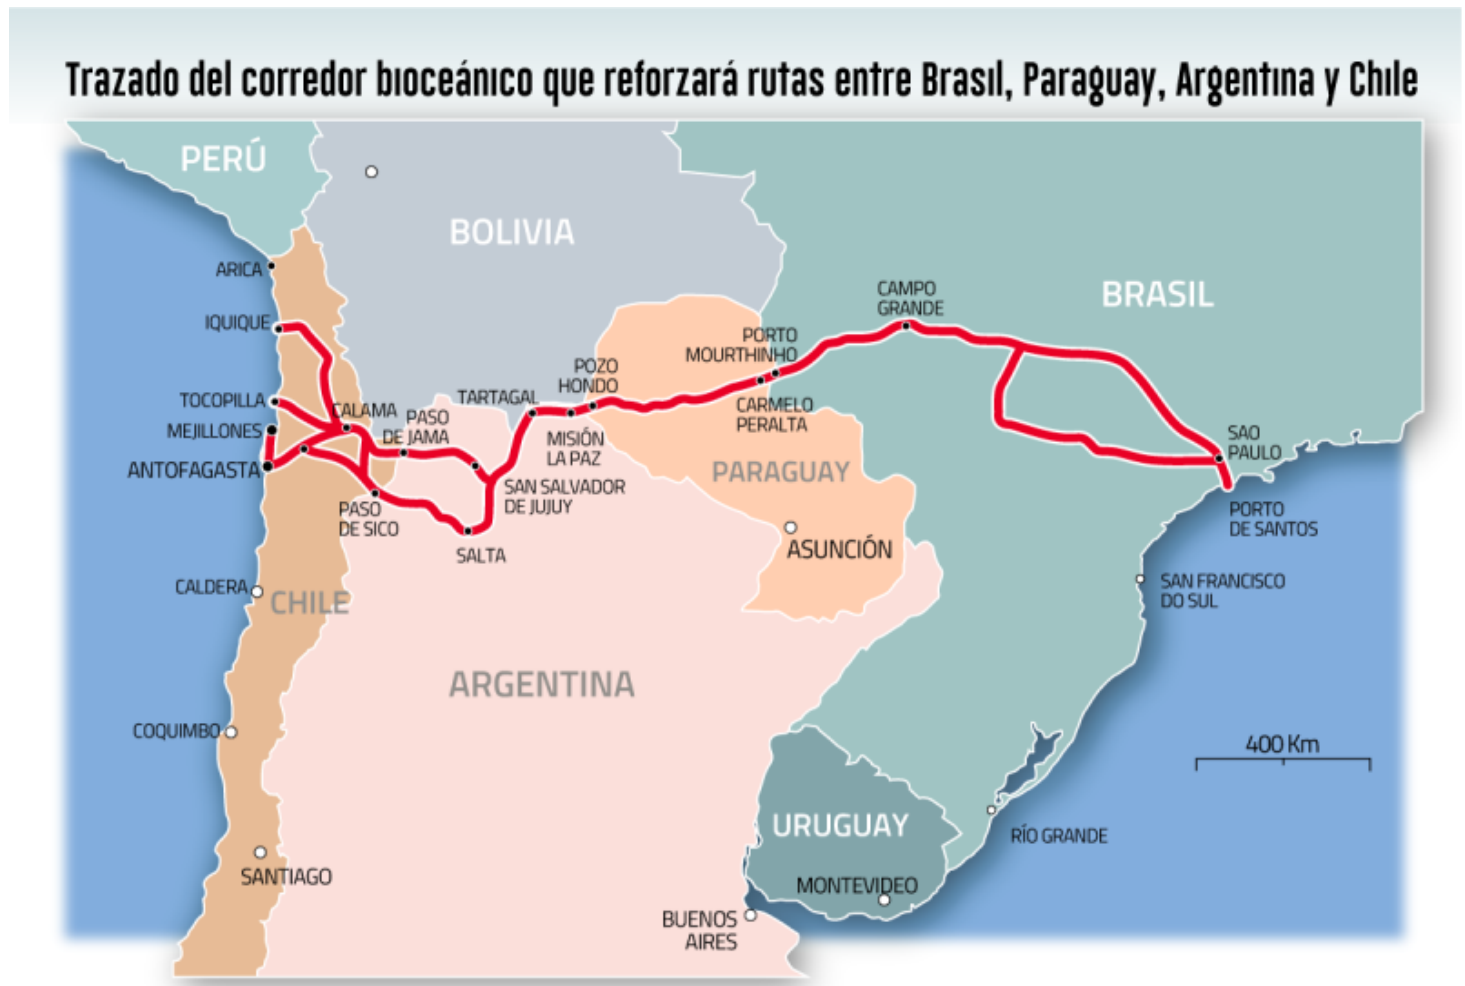 Trazado del corredor bioceánico que reforzará rutas entre Brasil, Paraguay, Argentina y Chile
PERÚ
BOLIVIA
BRASIL
ARICA
IQUIQUE
TOCOPILLA
MEJILLONES
ANTOFAGASTA
CALAMA
PASO
DE JAMA
TARTAGAL
POZO
HONDO
PORTO
MOURTHINHO
CAMPO
GRANDE
CARMELO
PERALTA
MISIÓN
LA PAZ
SAN SALVADOR
DE JUJUY
PASO
DE SICO
SALTA
PARAGUAY
ASUNCIÓN
SAO
PAULO
PORTO
DE SANTOS
SAN FRANCISCO
DO SUL
CALDERA
CHILE
ARGENTINA
COQUIMBO
400 Km
URUGUAY
RÍO GRANDE
SANTIAGO
MONTEVIDEO
BUENOS
AIRES